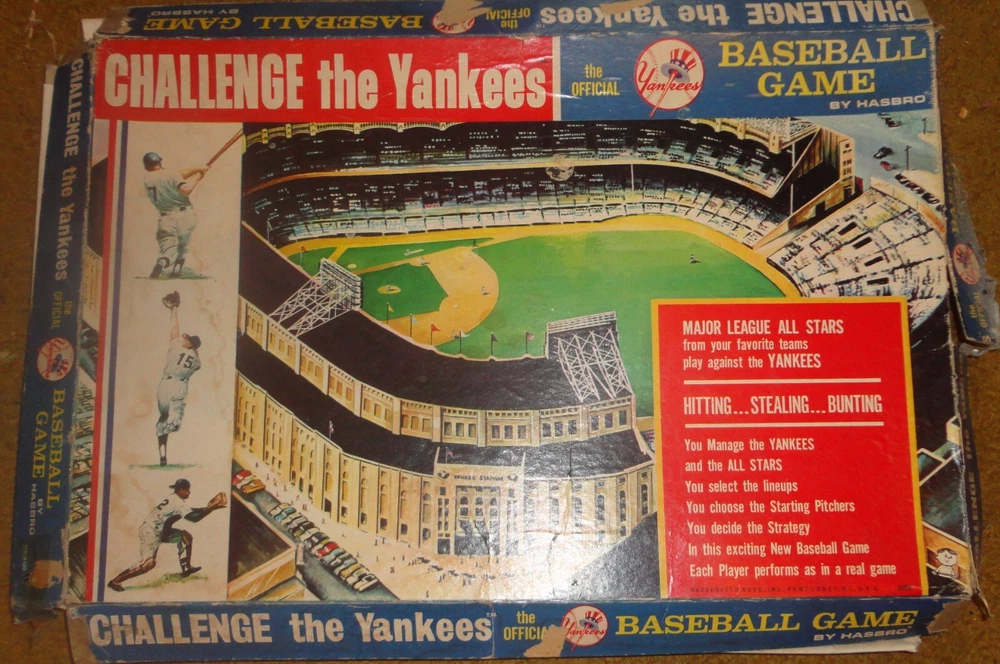 CHALLENGE the Yankees
the OFFICIAL
Yankees
BASEBALL GAME
BY HASBRO
CHALLENGE the Yankees
the
OFFICIAL
Yankees
BASEBALL
GAME
BY HASBRO
CHALLENGE the Yankees
the OFFICIAL
BASEBALL
GAME
BY
HASBRO
15
2
YANKEE STADIUM
MAJOR LEAGUE ALL STARS
from your favorite teams
play against the YANKEES
HITTING...STEALING...BUNTING
You Manage the YANKEES
and the ALL STARS
You select the lineups
You choose the Starting Pitchers
You decide the Strategy
In this exciting New Baseball Game
Each Player performs as in a real game
CHALLENGE the Yankees
the
OFFICIAL
Yankees
BASEBALL GAME
BY HASBRO